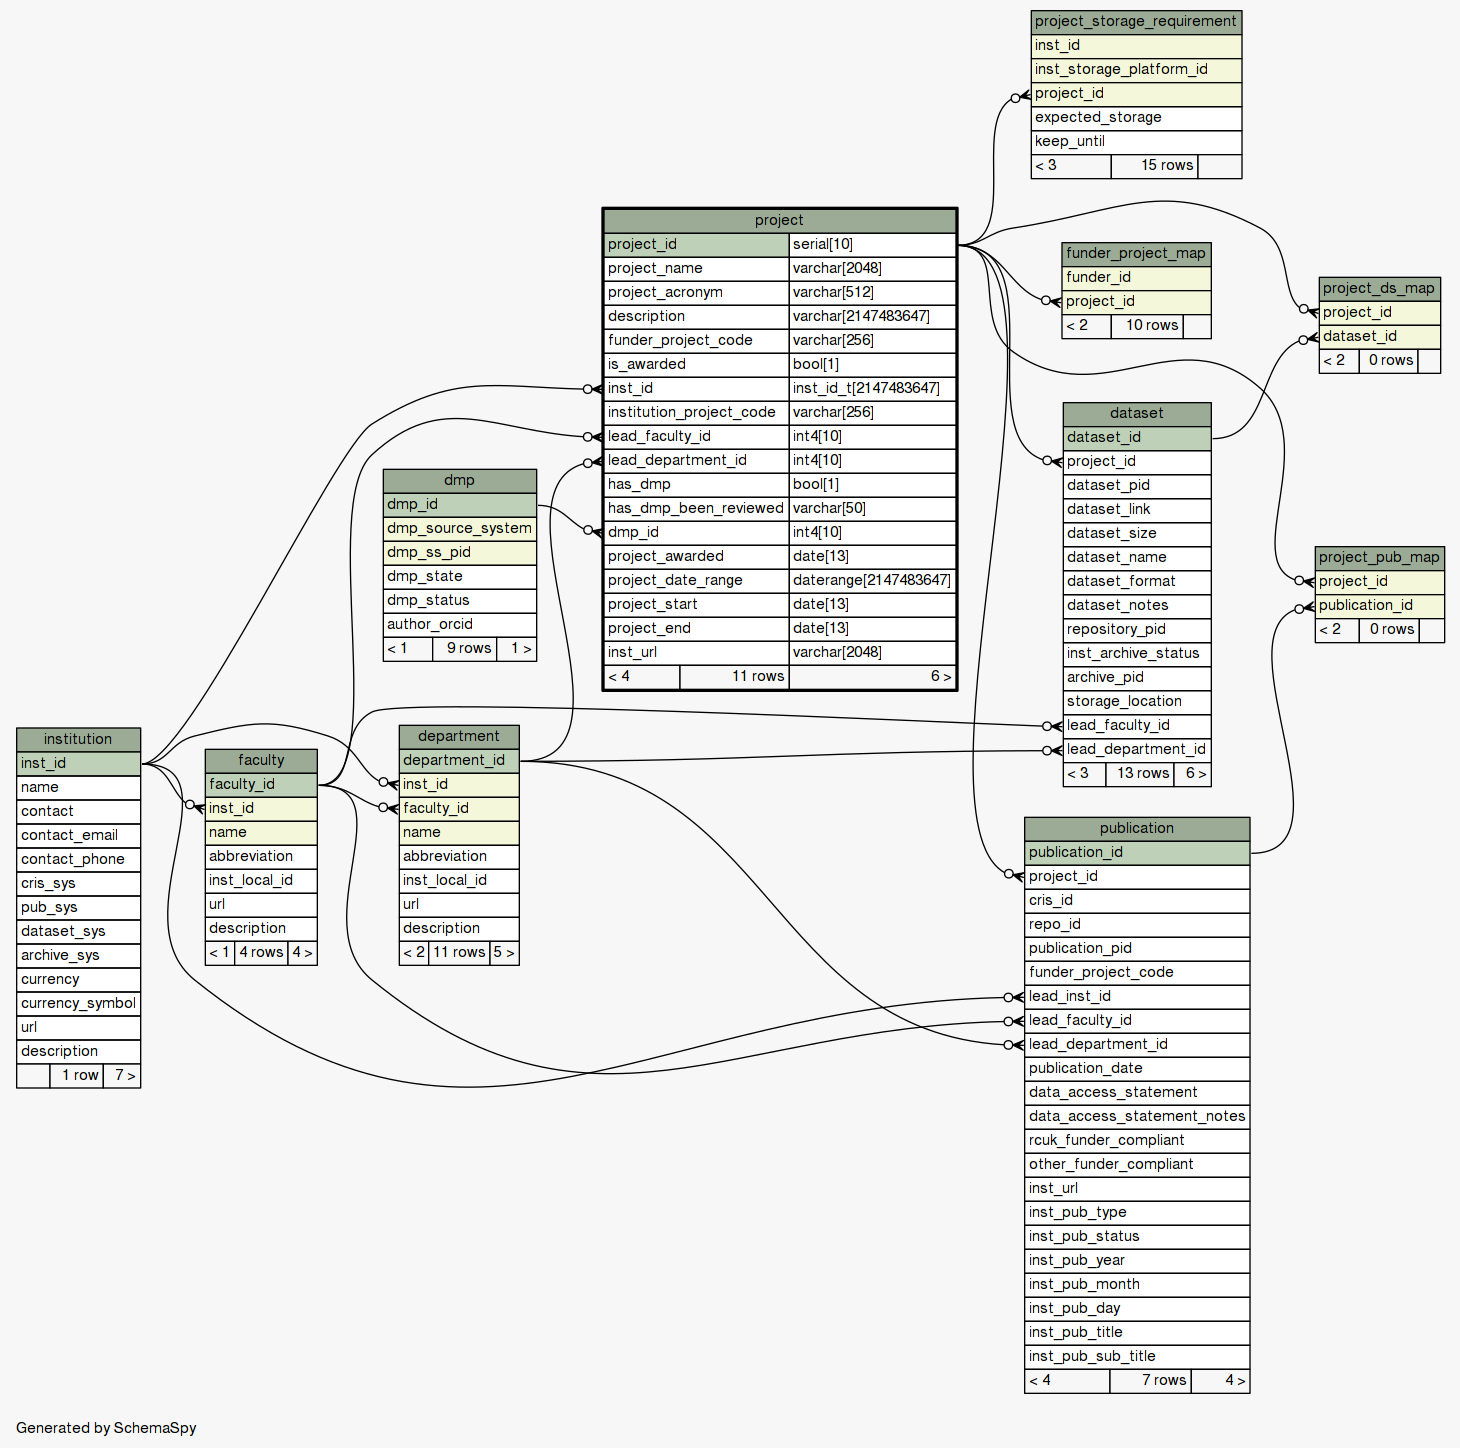 project_storage_requirement
inst_id
inst_storage_platform_id
project_id
expected_storage
keep_until
< 3 15 rows
project
project_id serial[10]
project_name varchar[2048]
project_acronym varchar[512]
description varchar[2147483647]
funder_project_code varchar[256]
is_awarded bool[1]
inst_id inst_id_t[2147483647]
institution_project_code varchar[256]
lead_faculty_id int4[10]
lead_department_id int4[10]
has_dmp bool[1]
has_dmp_been_reviewed varchar[50]
dmp_id int4[10]
project_awarded date[13]
project_date_range daterange[2147483647]
project_start date[13]
project_end date[13]
inst_url varchar[2048]
< 4 11 rows 6 >
funder_project_map
funder_id
project_id
< 2 10 rows
project_ds_map
project_id
dataset_id
< 2 0 rows
dataset
dataset_id
project_id
dataset_pid
dataset_link
dataset_size
dataset_name
dataset_format
dataset_notes
repository_pid
inst_archive_status
archive_pid
storage_location
lead_faculty_id
lead_department_id
< 3 13 rows 6 >
project_pub_map
project_id
publication_id
< 2 0 rows
dmp
dmp_id
dmp_source_system
dmp_ss_pid
dmp_state
dmp_status
author_orcid
< 1 9 rows 1 >
institution
inst_id
name
contact
contact_email
contact_phone
cris_sys
pub_sys
dataset_sys
archive_sys
currency
currency_symbol
url
description
1 row 7 >
faculty
faculty_id
inst_id
name
abbreviation
inst_local_id
url
description
< 1 4 rows 4 >
department
department_id
inst_id
faculty_id
name
abbreviation
inst_local_id
url
description
< 2 11 rows 5 >
publication
publication_id
project_id
cris_id
repo_id
publication_pid
funder_project_code
lead_inst_id
lead_faculty_id
lead_department_id
publication_date
data_access_statement
data_access_statement_notes
rcuk_funder_compliant
other_funder_compliant
inst_url
inst_pub_type
inst_pub_status
inst_pub_year
inst_pub_month
inst_pub_day
inst_pub_title
inst_pub_sub_title
< 4 7 rows 4 >
Generated by SchemaSpy